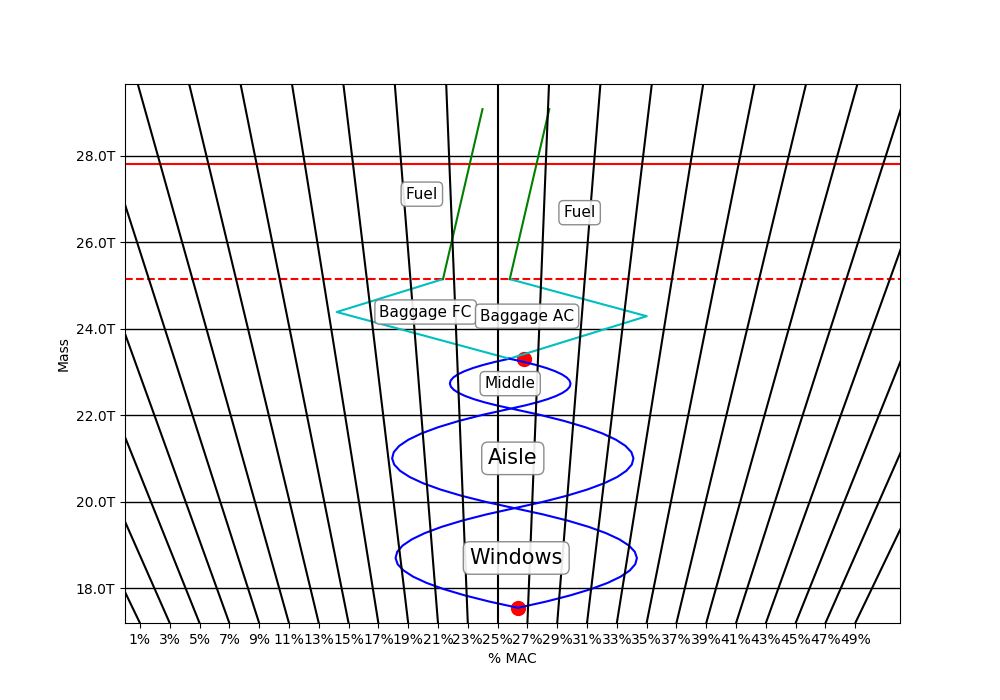 28.0T
26.0T
24.0T
22.0T
20.0T
18.0T
Mass
Fuel
Fuel
Baggage FC
Baggage AC
Middle
Aisle
Windows
1% 3% 5% 7% 9% 11% 13% 15% 17% 19% 21% 23% 25% 27% 29% 31% 33% 35% 37% 39% 41% 43% 45% 47% 49%
% MAC